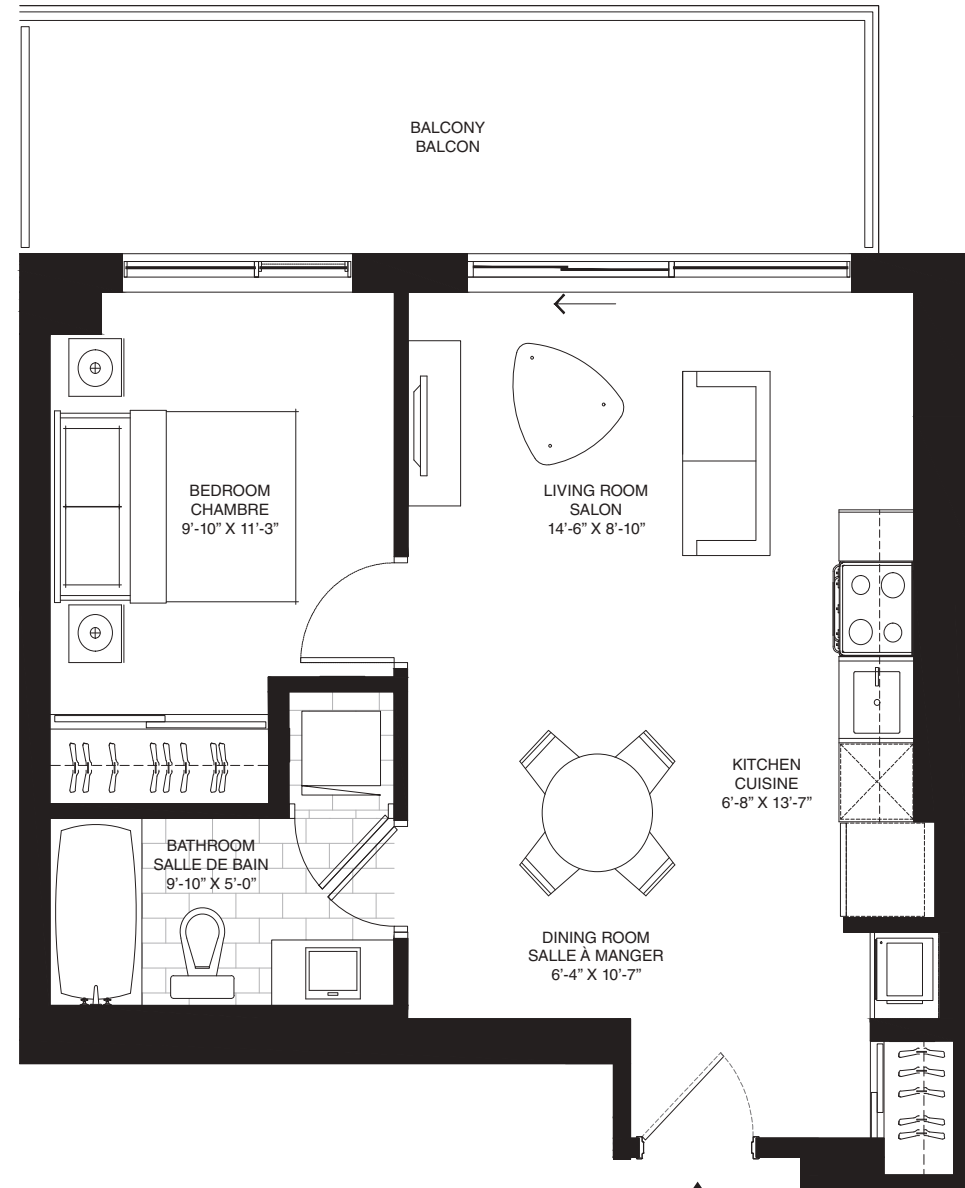 BALCONY
BALCON
BEDROOM
CHAMBRE
9'-10” X 11'-3”
LIVING ROOM
SALON
14'-6” X 8'-10”
KITCHEN
CUISINE
6'-8” X 13'-7”
BATHROOM
SALLE DE BAIN
9'-10” X 5'-0”
DINING ROOM
SALLE À MANGER
6'-4” X 10'-7”